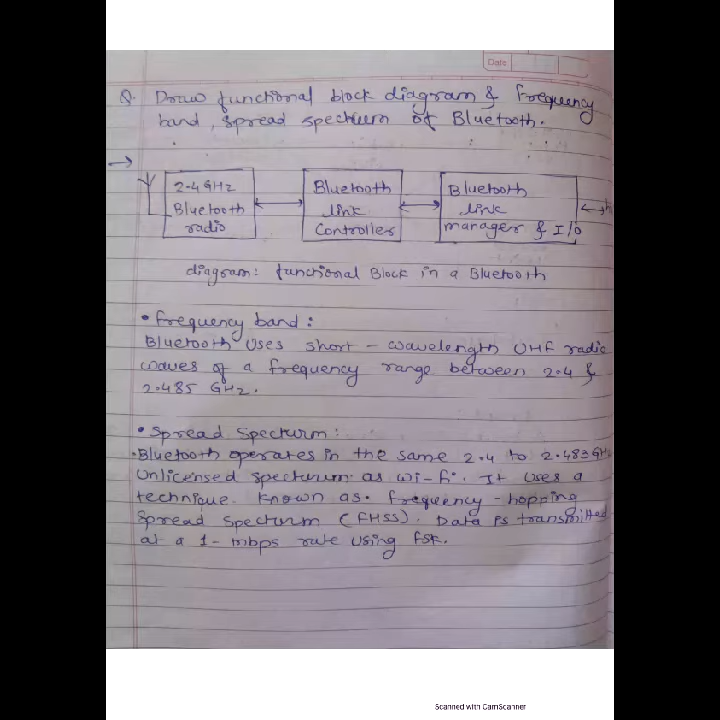 Date
Q. Draw functional block diagram & frequency
band, spread spectrum of Bluetooth.
2.4 GHz
Bluetooth
radio
Bluetooth
link
Controller
Bluetooth
link
manager & I/O
diagram: functional Block in a Bluetooth
• frequency band:
Bluetooth uses short-wavelength UHF radio
waves of a frequency range between 2.4 &
2.485 GHz.
• Spread Specturm:
•Bluetooth operates in the same 2.4 to 2.483 GH
Unlicensed spectrum as wi-fi. It uses a
technique known as frequency-hopping
Spread Specturm (FHSS). Data is transmitted
at a 1-mbps rate using fsk.
Scanned with CamScanner